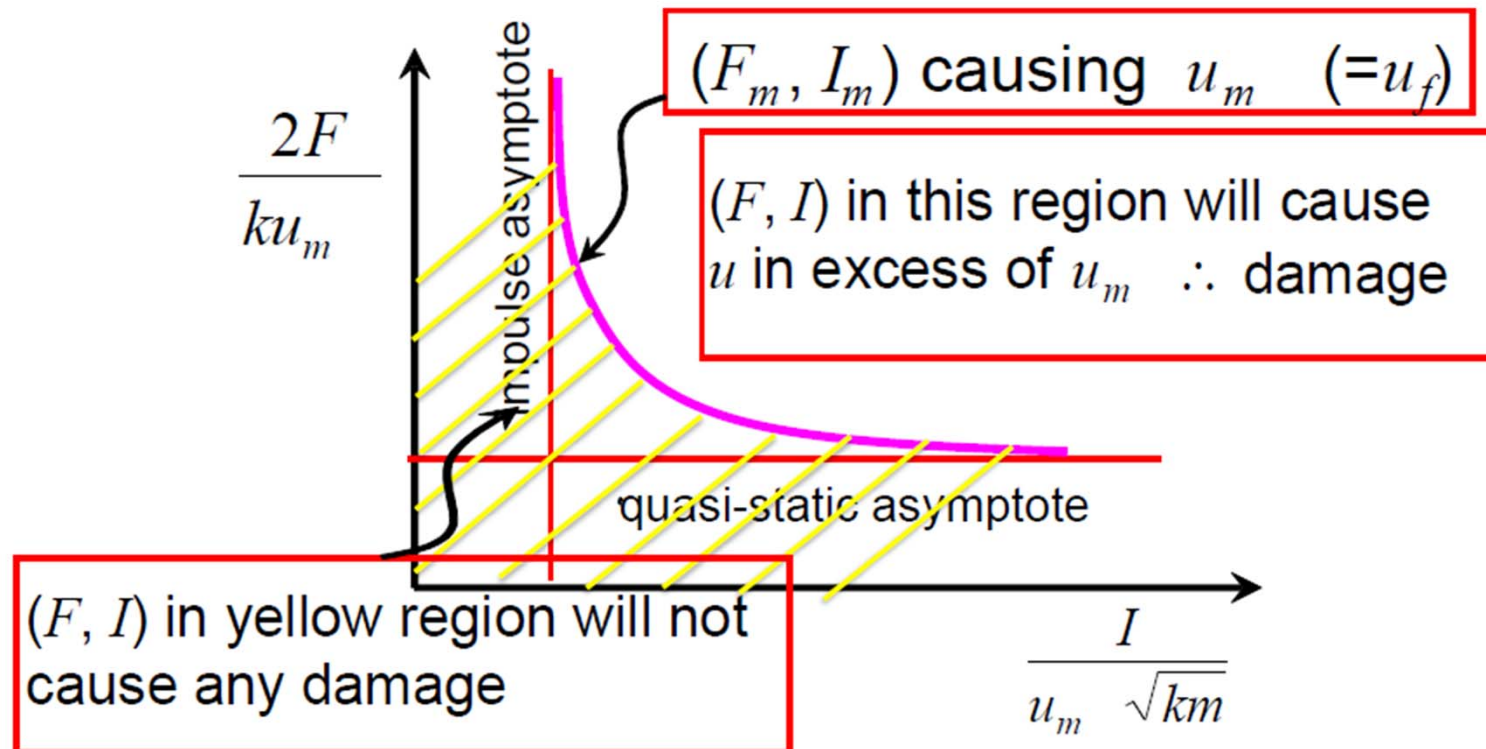 (F_m, I_m) causing u_m (=u_f)
(F, I) in this region will cause
u in excess of u_m ∴ damage
2F
ku_m
impulse asymptote
quasi-static asymptote
(F, I) in yellow region will not
cause any damage
I
u_m √km